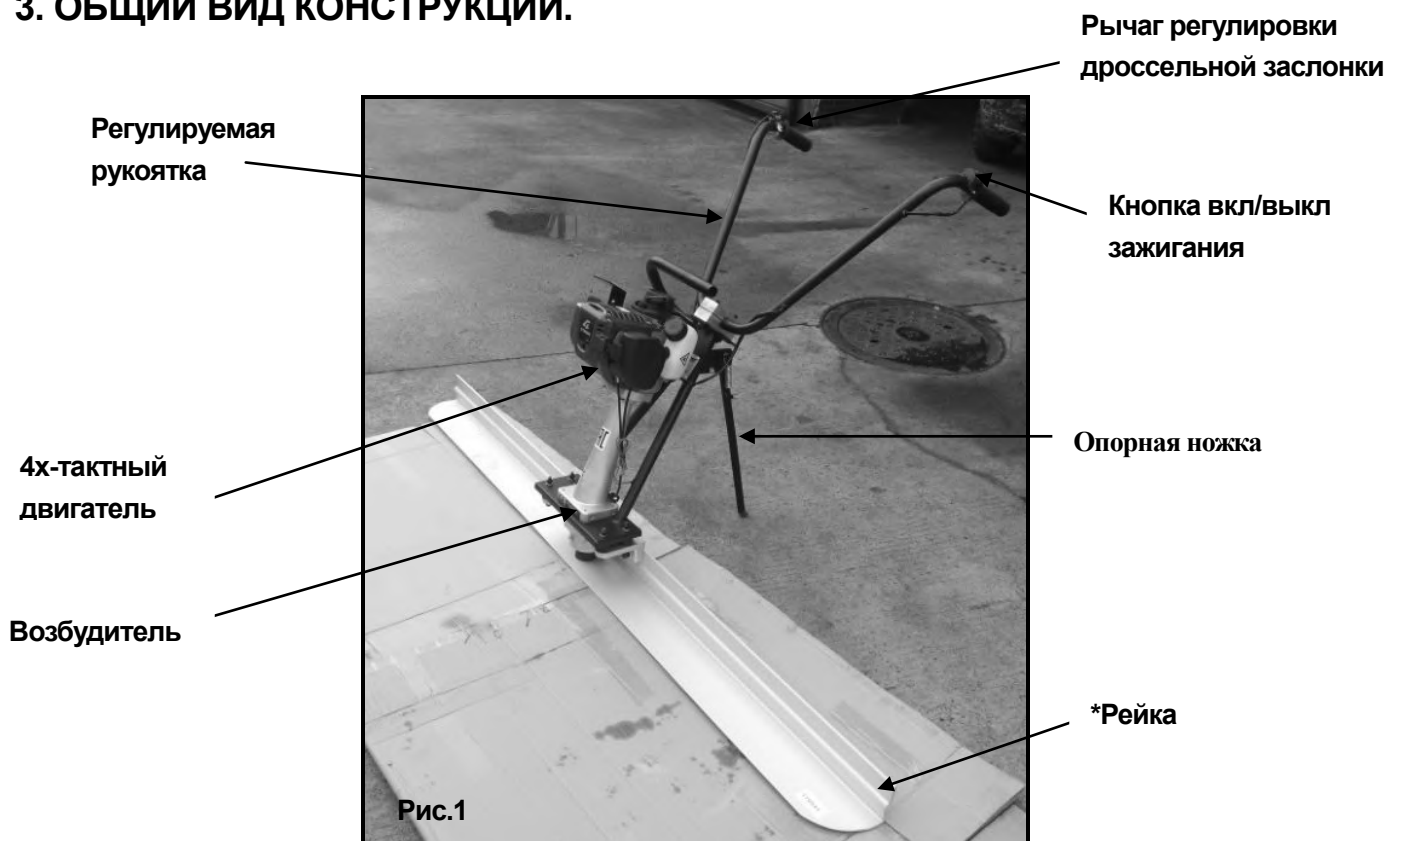 3. ОБЩИЙ ВИД КОНСТРУКЦИИ.
Рычаг регулировки
дроссельной заслонки
Регулируемая
рукоятка
Кнопка вкл/выкл
зажигания
4х-тактный
двигатель
Опорная ножка
Возбудитель
*Рейка
Рис.1